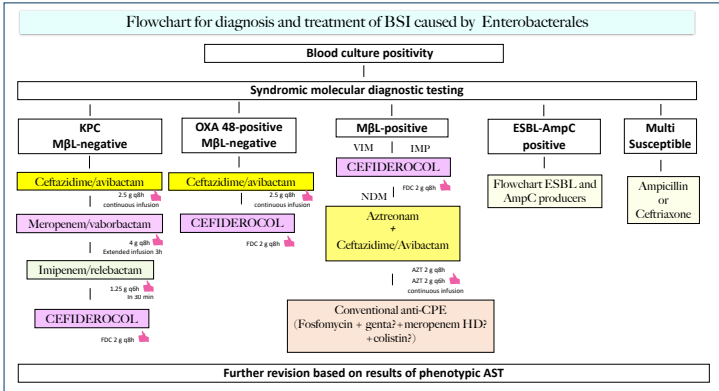 Flowchart for diagnosis and treatment of BSI caused by Enterobacterales
Blood culture positivity
Syndromic molecular diagnostic testing
KPC
MβL-negative
Ceftazidime/avibactam
2.5 g q8h
continuous infusion
Meropenem/vaborbactam
4 g q8h
Extended infusion 3h
Imipenem/relebactam
1.25 g q6h
In 30 min
CEFIDEROCOL
FDC 2 g q8h
OXA 48-positive
MβL-negative
Ceftazidime/avibactam
2.5 g q8h
continuous infusion
CEFIDEROCOL
FDC 2 g q8h
MβL-positive
VIM IMP
CEFIDEROCOL
FDC 2 g q8h
NDM
Aztreonam
+
Ceftazidime/Avibactam
AZT 2 g q8h
AZT 2 g q6h
continuous infusion
Conventional anti-CPE
(Fosfomycin + genta?+meropenem HD?
+colistin?)
ESBL-AmpC
positive
Flowchart ESBL and
AmpC producers
Multi
Susceptible
Ampicillin
or
Ceftriaxone
Further revision based on results of phenotypic AST